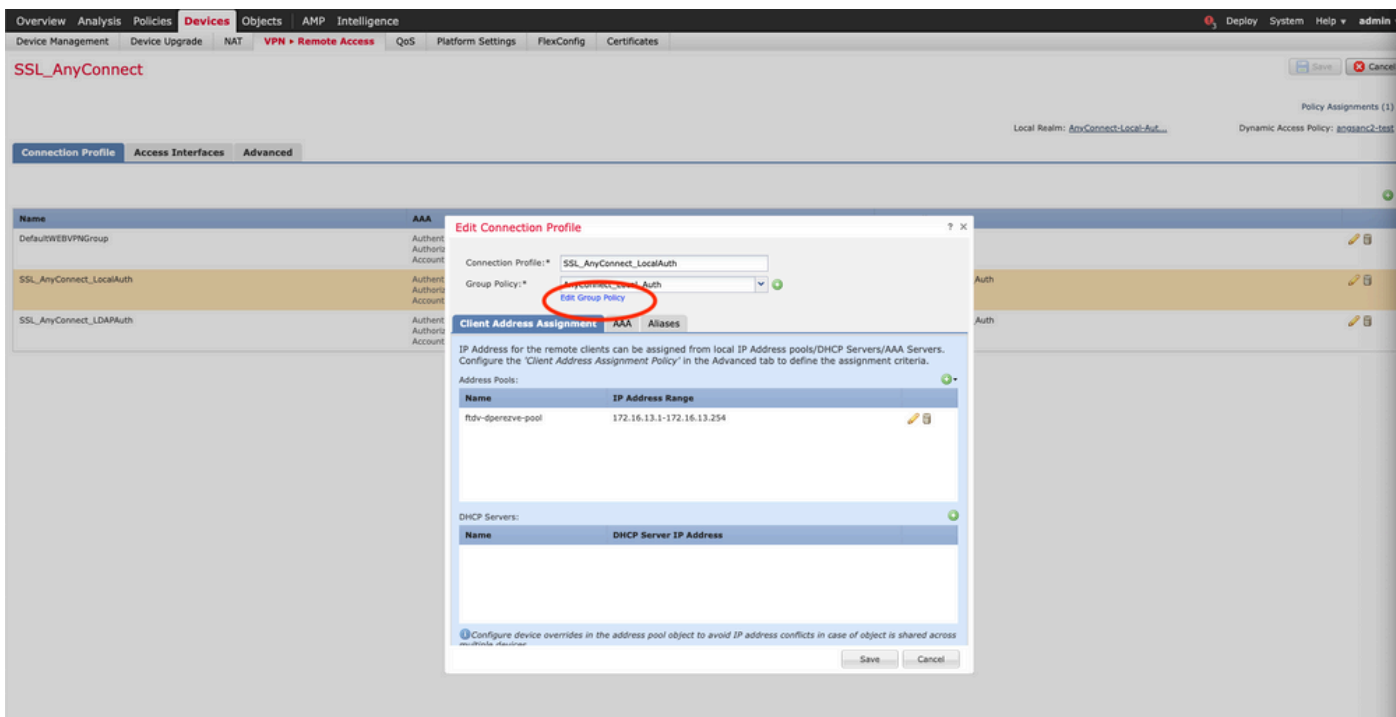 Overview Analysis Policies Devices Objects AMP Intelligence Deploy System Help admin
Device Management Device Upgrade NAT VPN ▸ Remote Access QoS Platform Settings FlexConfig Certificates
SSL_AnyConnect
Save Cancel
Policy Assignments (1)
Local Realm: AnyConnect-Local-Aut... Dynamic Access Policy: angsanc2-test
Connection Profile Access Interfaces Advanced
Name AAA
DefaultWEBVPNGroup
Authent
Authoriz
Account
SSL_AnyConnect_LocalAuth
Authent
Authoriz
Account
Auth
SSL_AnyConnect_LDAPAuth
Authent
Authoriz
Account
Auth
Edit Connection Profile ? ×
Connection Profile:* SSL_AnyConnect_LocalAuth
Group Policy:* AnyConnect_Local_Auth
Edit Group Policy
Client Address Assignment AAA Aliases
IP Address for the remote clients can be assigned from local IP Address pools/DHCP Servers/AAA Servers.
Configure the 'Client Address Assignment Policy' in the Advanced tab to define the assignment criteria.
Address Pools:
Name IP Address Range
ftdv-dperezve-pool 172.16.13.1-172.16.13.254
DHCP Servers:
Name DHCP Server IP Address
Configure device overrides in the address pool object to avoid IP address conflicts in case of object is shared across
multiple devices
Save Cancel